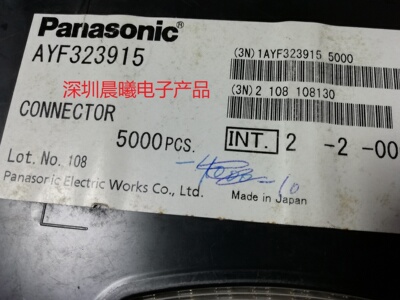 Panasonic
AYF323915
(3N)1AYF323915 5000
深圳晨曦电子产品
(3N)2 108 108130
CONNECTOR
5000PCS.
INT. 2 -2 -00
Lot. No. 108
Panasonic Electric Works Co., Ltd.
Made in Japan